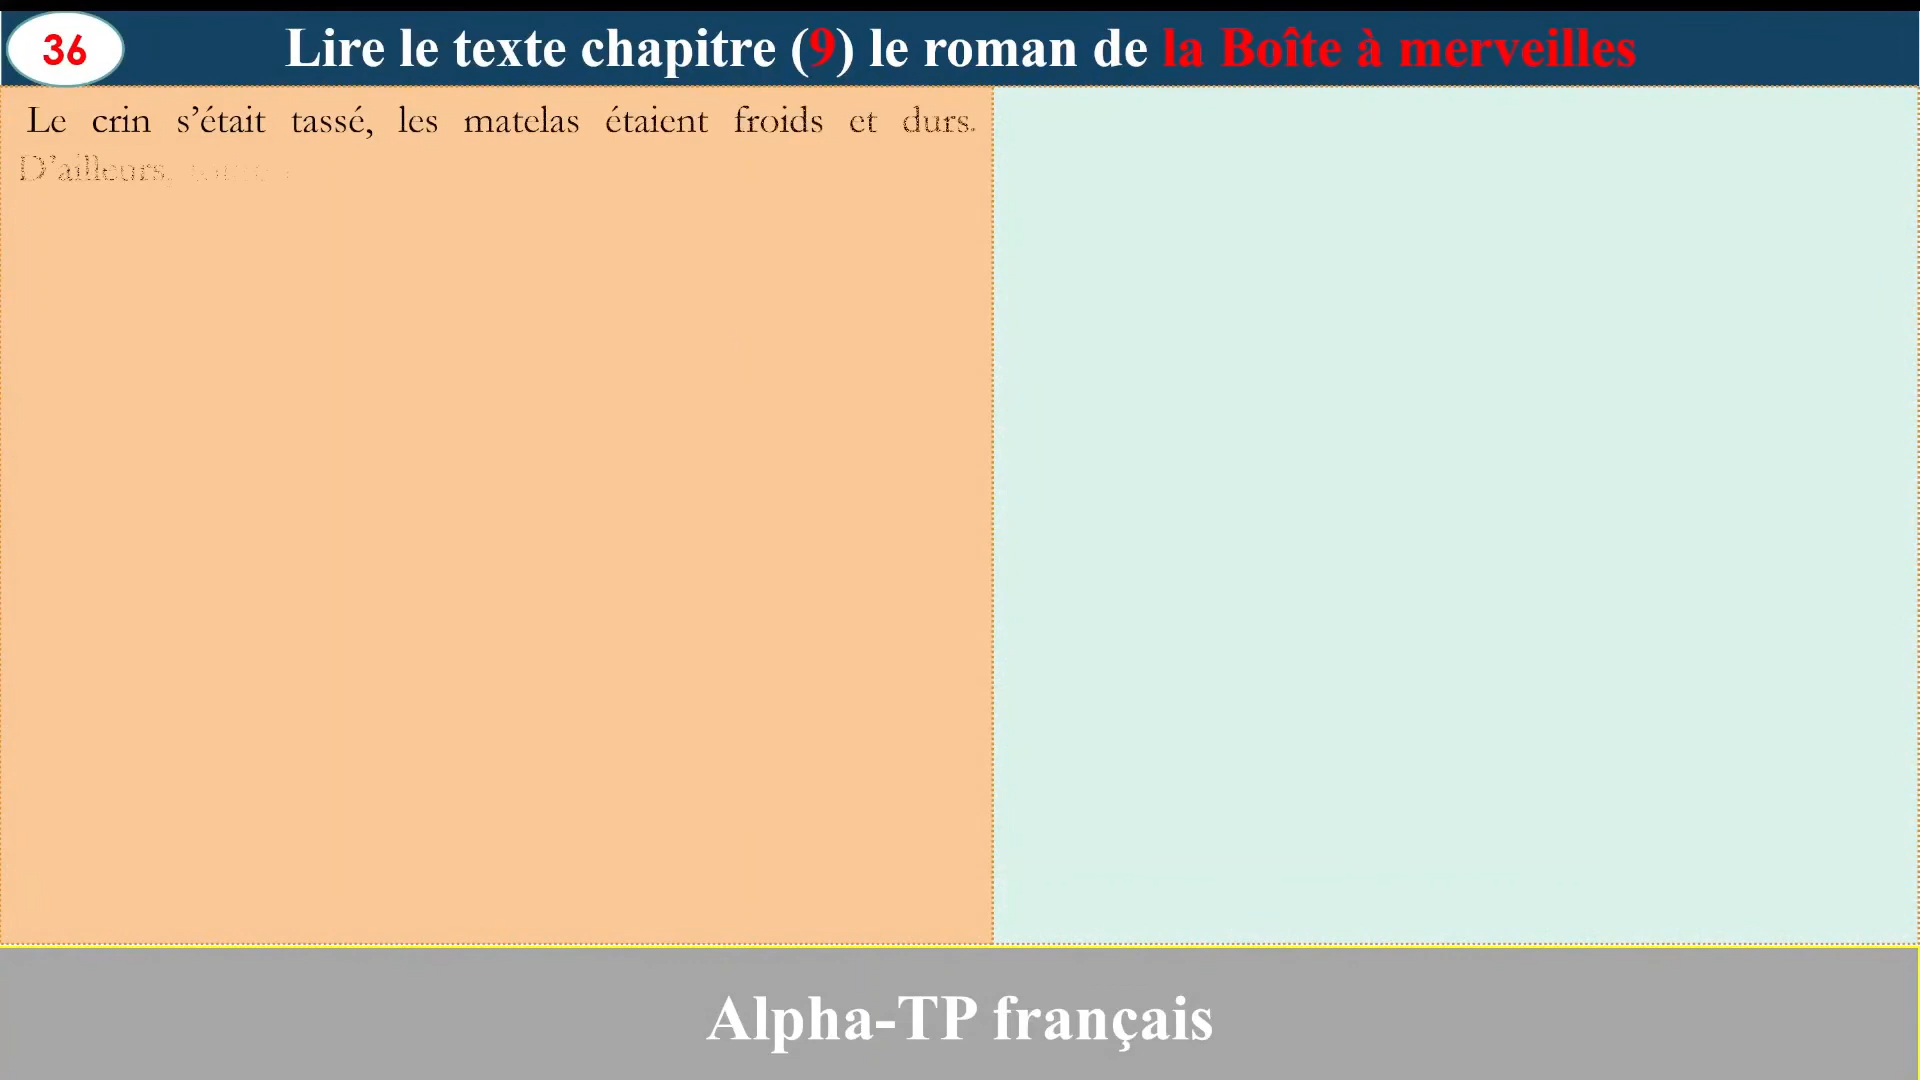 36
Lire le texte chapitre (9) le roman de la Boîte à merveilles
Le crin s’était tassé, les matelas étaient froids et durs.
D’ailleurs,
Alpha-TP français